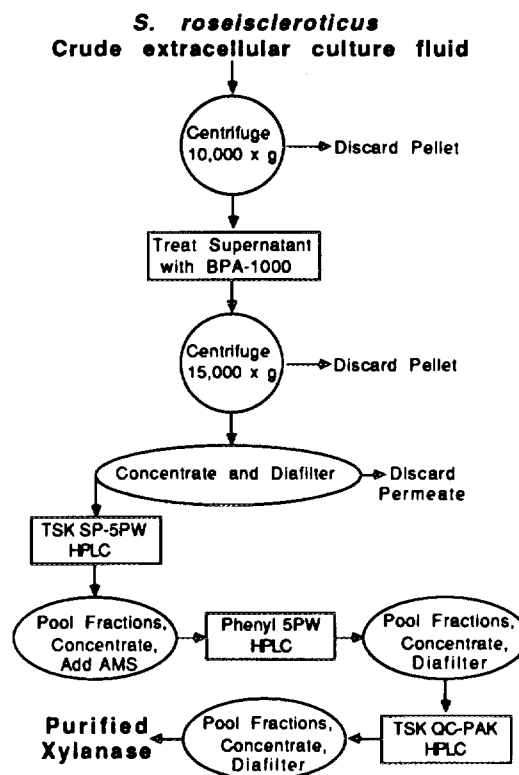 S. roseiscleroticus
Crude extracellular culture fluid
Centrifuge
10,000 x g
Discard Pellet
Treat Supernatant
with BPA-1000
Centrifuge
15,000 x g
Discard Pellet
Concentrate and Diafilter
Discard
Permeate
TSK SP-5PW
HPLC
Pool Fractions,
Concentrate,
Add AMS
Phenyl 5PW
HPLC
Pool Fractions,
Concentrate,
Diafilter
TSK QC-PAK
HPLC
Pool Fractions,
Concentrate,
Diafilter
Purified
Xylanase